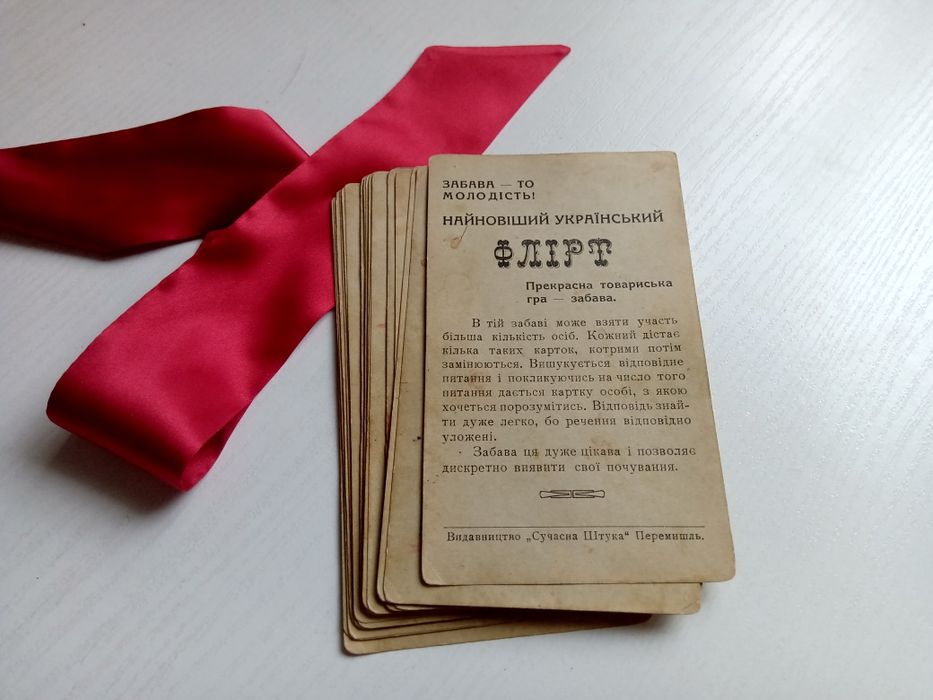 ЗАБАВА — ТО
МОЛОДІСТЬ!
НАЙНОВІШИЙ УКРАЇНСЬКИЙ
ФЛІРТ
Прекрасна товариська
гра — забава.
В тій забаві може взяти участь
більша кількість осіб. Кожний дістає
кілька таких карток, котрими потім
замінюються. Вишукується відповідне
питання і покликуючись на число того
питання дається картку особі, з якою
хочеться порозумітись. Відповідь знай-
ти дуже легко, бо речення відповідно
уложені.
Забава ця дуже цікава і позволяє
дискретно виявити свої почування.
Видавництво „Сучасна Штука“ Перемишль.